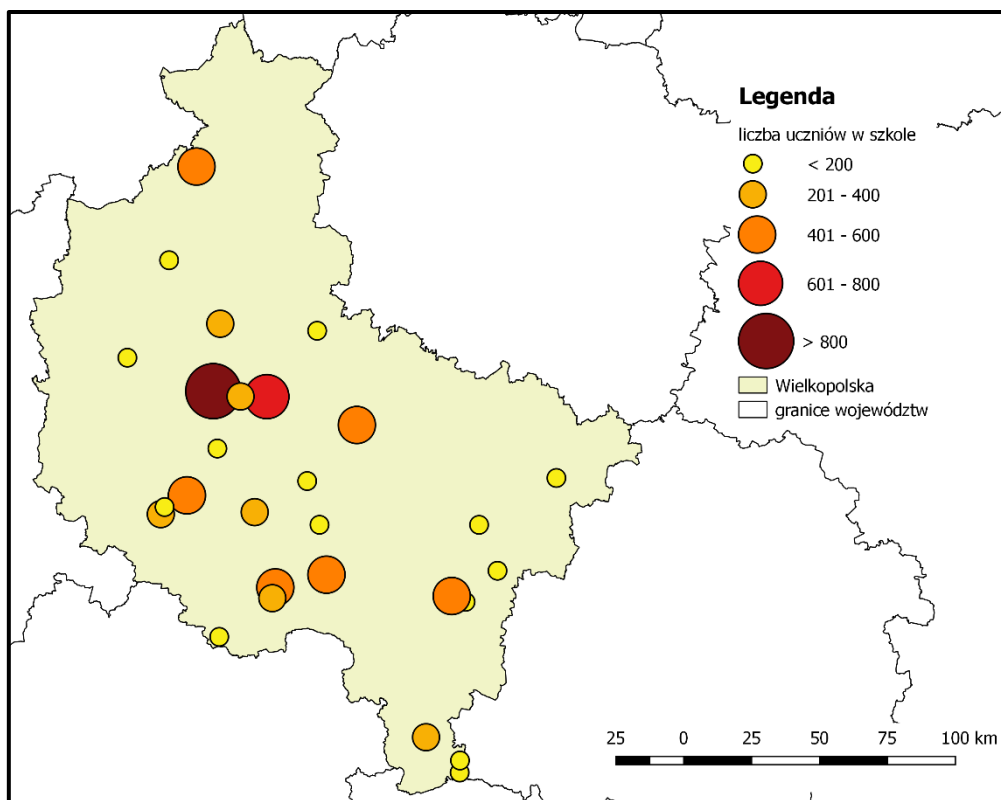 Legenda
liczba uczniów w szkole
< 200
201 - 400
401 - 600
601 - 800
> 800
Wielkopolska
granice województw
25 0 25 50 75 100 km